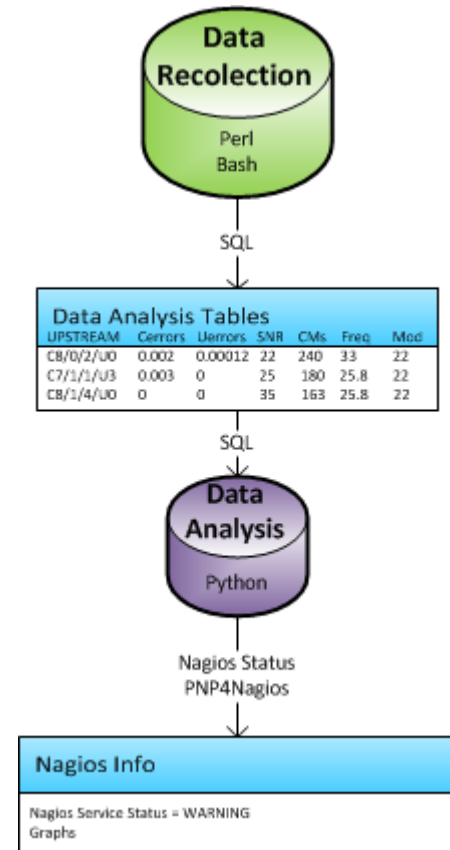 Data
Recolection
Perl
Bash
SQL
Data Analysis Tables
UPSTREAM Cerrors Uerrors SNR CMs Freq Mod
C8/0/2/U0 0.002 0.00012 22 240 33 22
C7/1/1/U3 0.003 0 25 180 25.8 22
C8/1/4/U0 0 0 35 163 25.8 22
SQL
Data
Analysis
Python
Nagios Status
PNP4Nagios
Nagios Info
Nagios Service Status = WARNING
Graphs